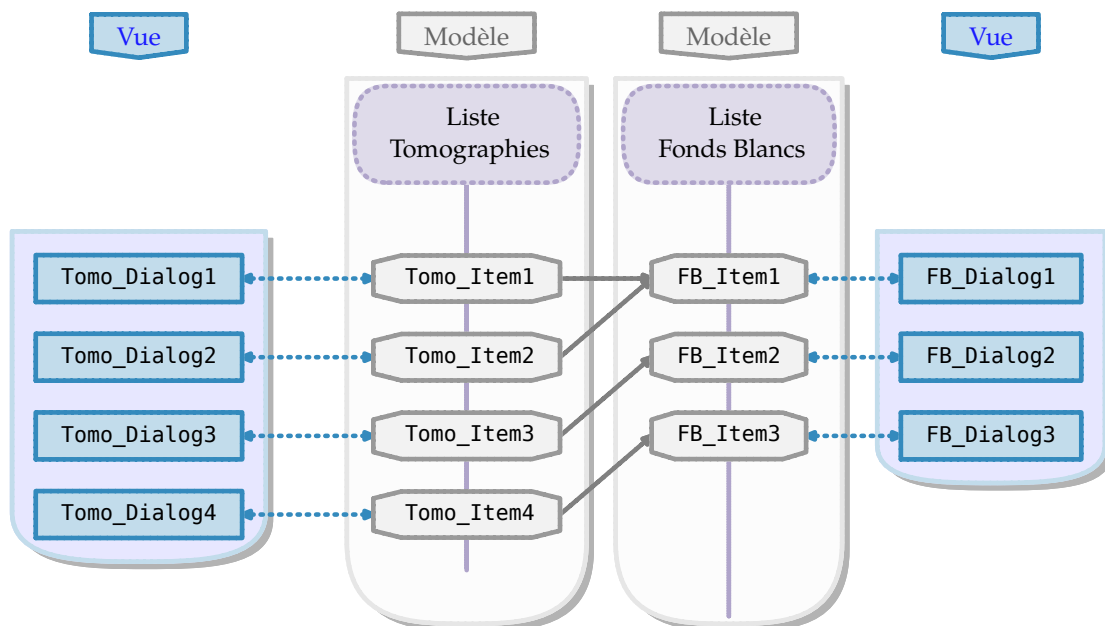 Vue
Modèle
Modèle
Vue
Liste
Tomographies
Liste
Fonds Blancs
Tomo_Dialog1
Tomo_Item1
FB_Item1
FB_Dialog1
Tomo_Dialog2
Tomo_Item2
FB_Item2
FB_Dialog2
Tomo_Dialog3
Tomo_Item3
FB_Item3
FB_Dialog3
Tomo_Dialog4
Tomo_Item4